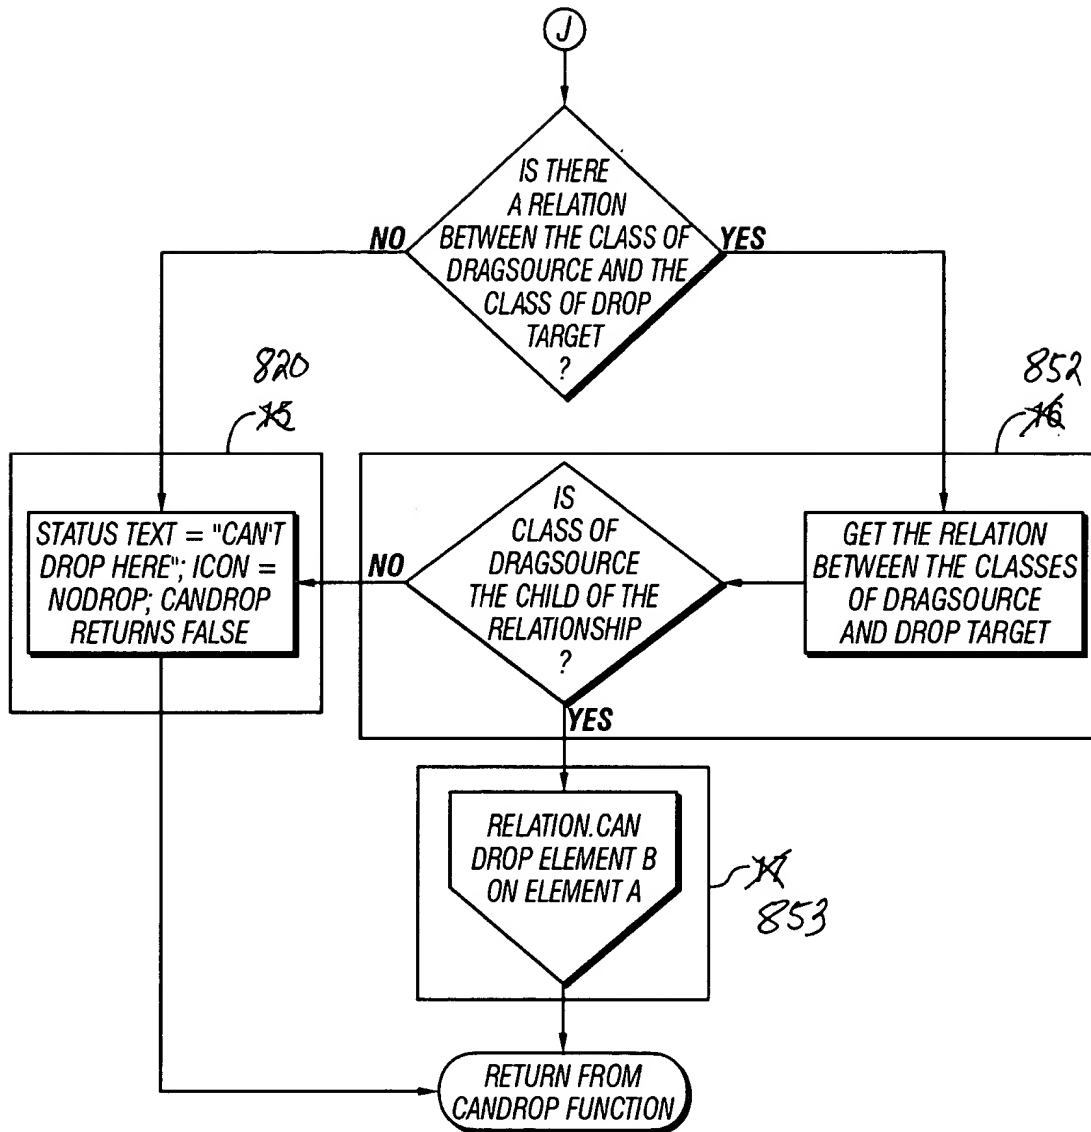 J
IS THERE
A RELATION
BETWEEN THE CLASS OF
DRAGSOURCE AND THE
CLASS OF DROP
TARGET
?
NO
YES
820
15
852
16
STATUS TEXT = "CAN'T
DROP HERE"; ICON =
NODROP; CANDROP
RETURNS FALSE
NO
IS
CLASS OF
DRAGSOURCE
THE CHILD OF THE
RELATIONSHIP
?
GET THE RELATION
BETWEEN THE CLASSES
OF DRAGSOURCE
AND DROP TARGET
YES
RELATION.CAN
DROP ELEMENT B
ON ELEMENT A
17
853
RETURN FROM
CANDROP FUNCTION